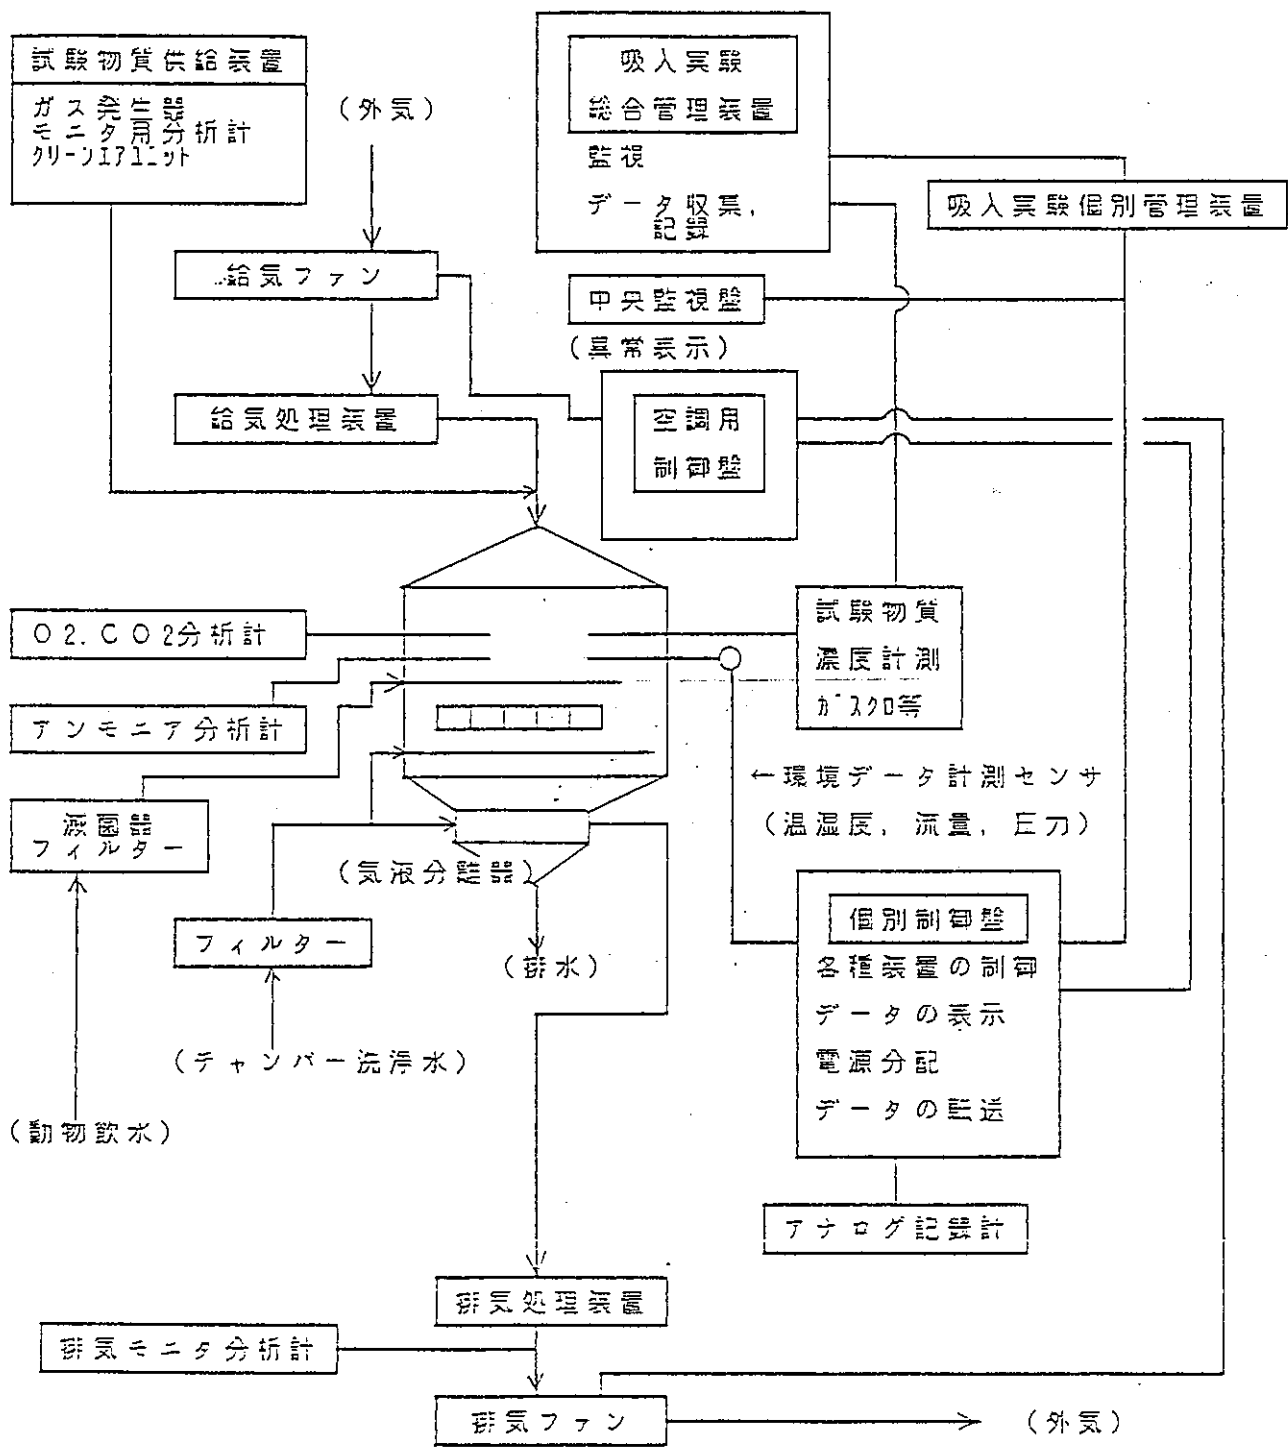 試験物質供給装置
ガス発生器
モニタ用分析計
クリーンエアユニット
(外気)
吸入実験
総合管理装置
監視
データ収集,
記録
吸入実験個別管理装置
給気ファン
中央監視盤
(異常表示)
給気処理装置
空調用
制御盤
O2.CO2分析計
試験物質
濃度計測
ガスクロ等
アンモニア分析計
←環境データ計測センサ
(温湿度,流量,圧力)
滅菌器
フィルター
(気液分離器)
個別制御盤
フィルター
(排水)
各種装置の制御
データの表示
電源分配
データの転送
(チャンバー洗浄水)
(動物飲水)
アナログ記録計
排気処理装置
排気モニタ分析計
排気ファン
(外気)